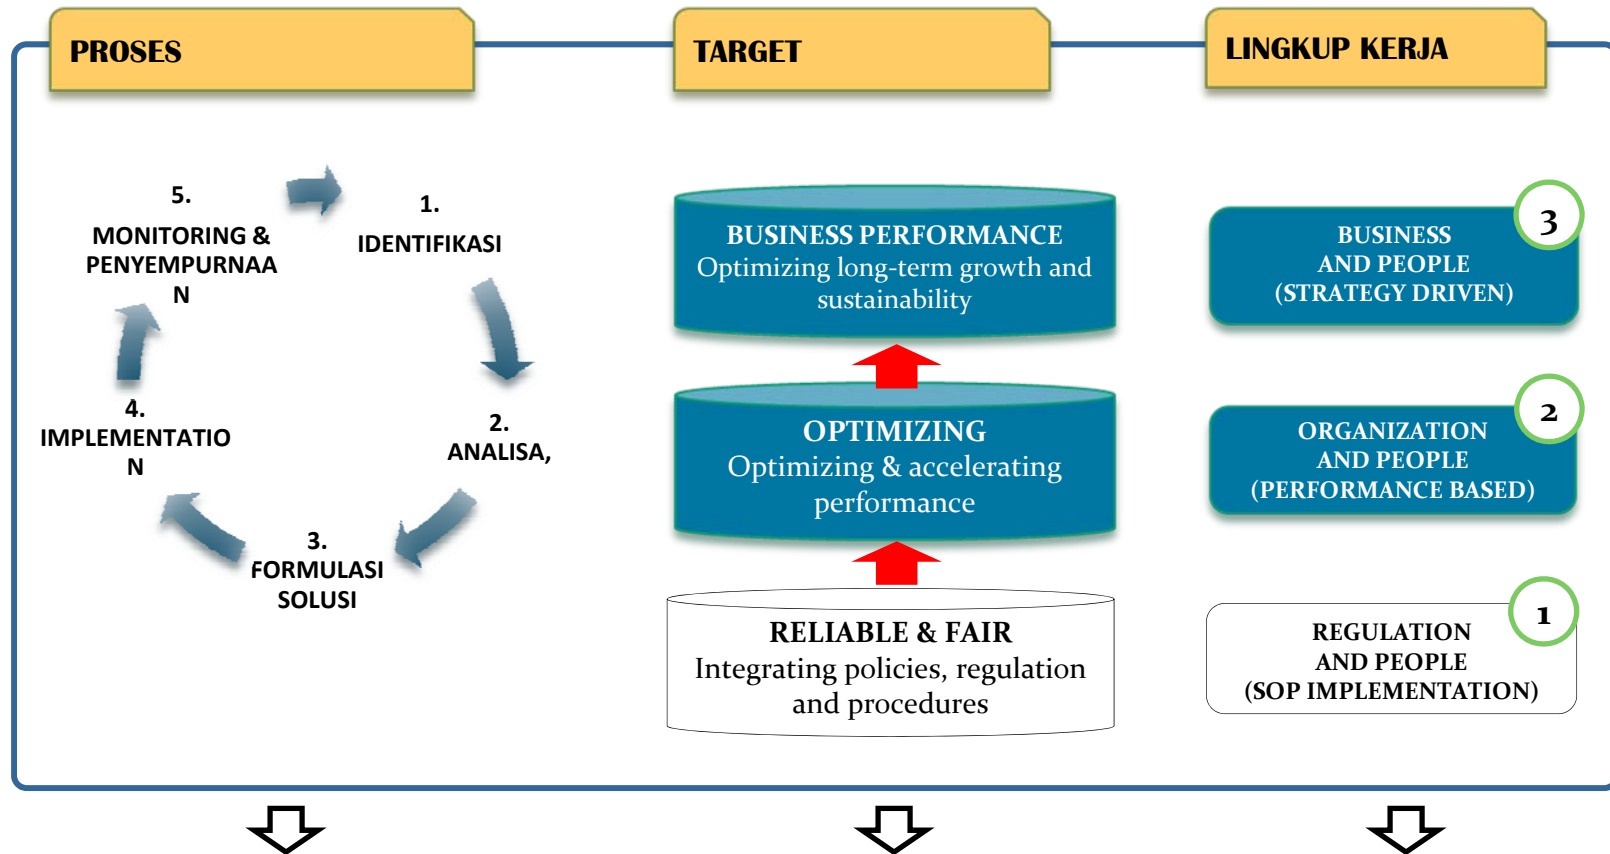 PROSES
TARGET
LINGKUP KERJA
5.
MONITORING &
PENYEMPURNAA
N
1.
IDENTIFIKASI
2.
ANALISA,
3.
FORMULASI
SOLUSI
4.
IMPLEMENTATIO
N
BUSINESS PERFORMANCE
Optimizing long-term growth and
sustainability
OPTIMIZING
Optimizing & accelerating
performance
RELIABLE & FAIR
Integrating policies, regulation
and procedures
3
BUSINESS
AND PEOPLE
(STRATEGY DRIVEN)
2
ORGANIZATION
AND PEOPLE
(PERFORMANCE BASED)
1
REGULATION
AND PEOPLE
(SOP IMPLEMENTATION)